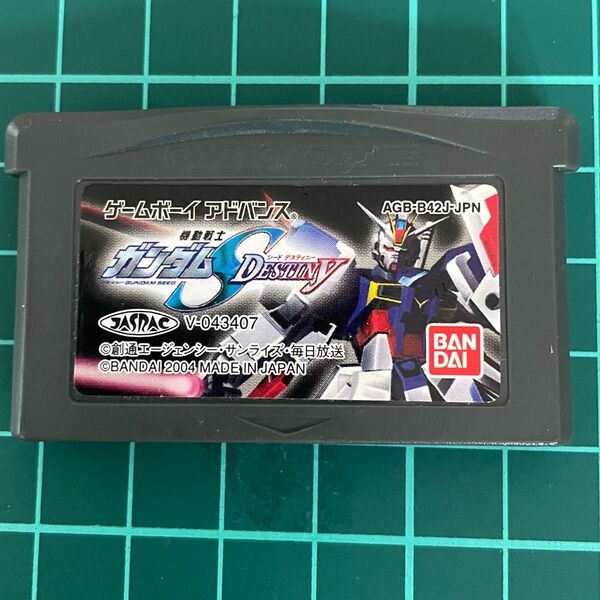 ゲームボーイ アドバンス®
AGB-B42J-JPN
機動戦士
ガンダム SEED DESTINY
シード デスティニー
GUNDAM SEED
JASRAC V-043407
©創通エージェンシー・サンライズ・毎日放送
©BANDAI 2004 MADE IN JAPAN
BAN
DAI